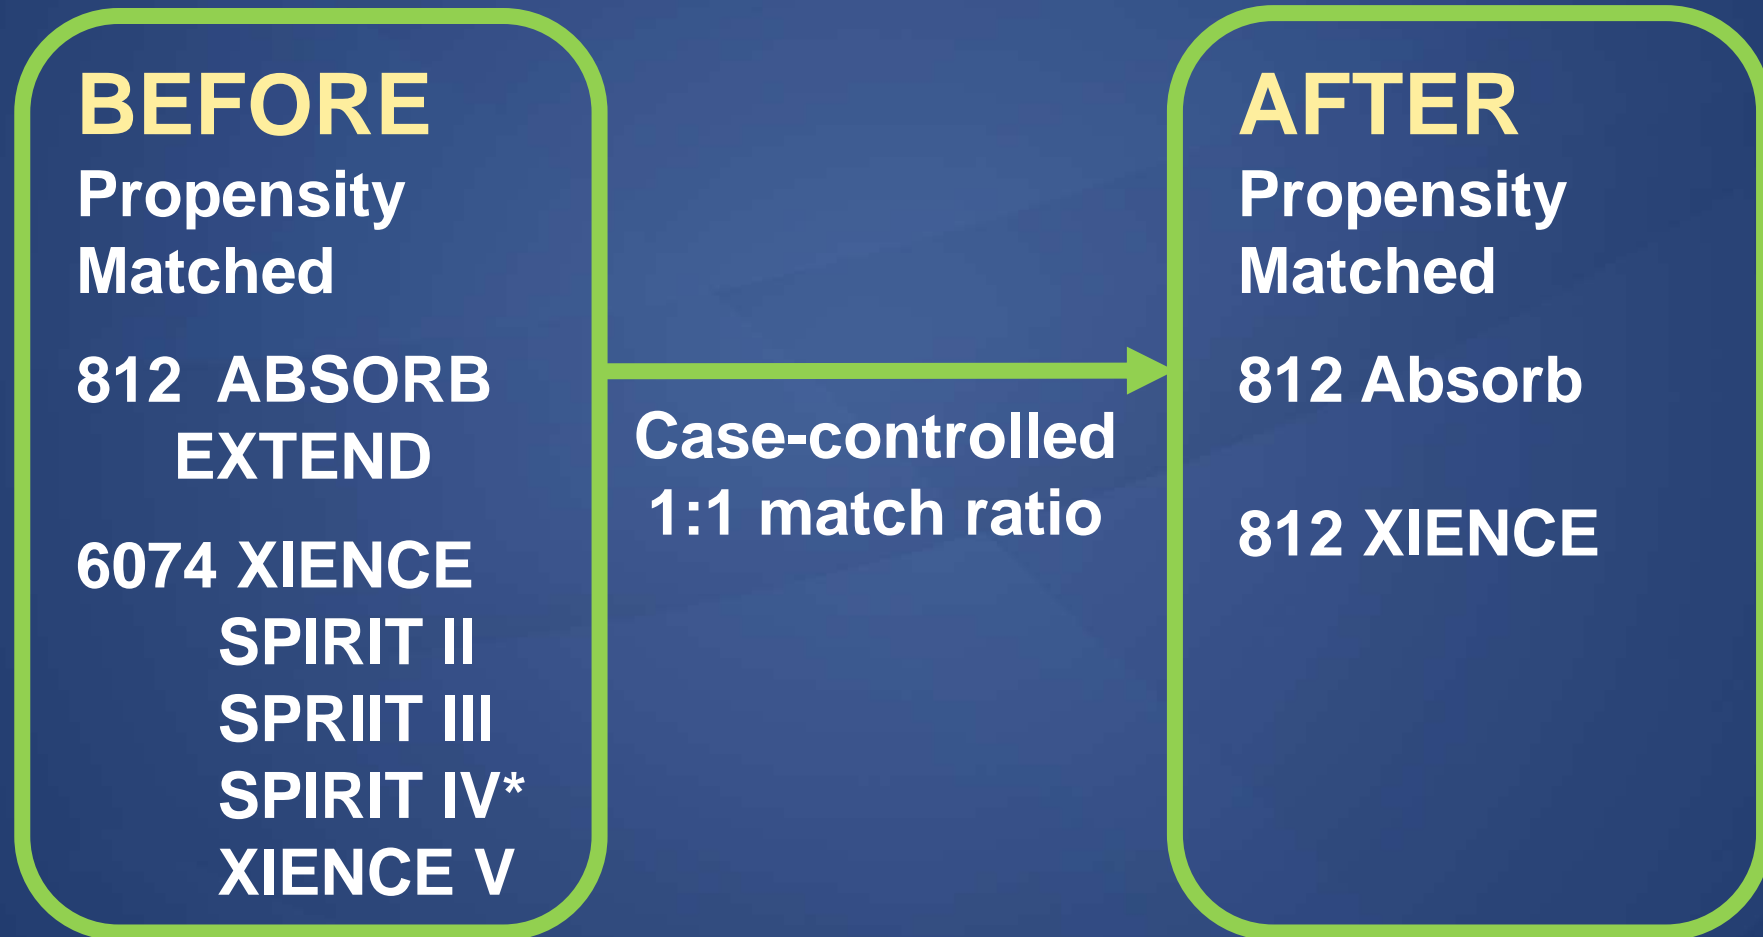 BEFORE
Propensity
Matched
812 ABSORB
EXTEND
6074 XIENCE
SPIRIT II
SPRIIT III
SPIRIT IV*
XIENCE V
Case-controlled
1:1 match ratio
AFTER
Propensity
Matched
812 Absorb
812 XIENCE